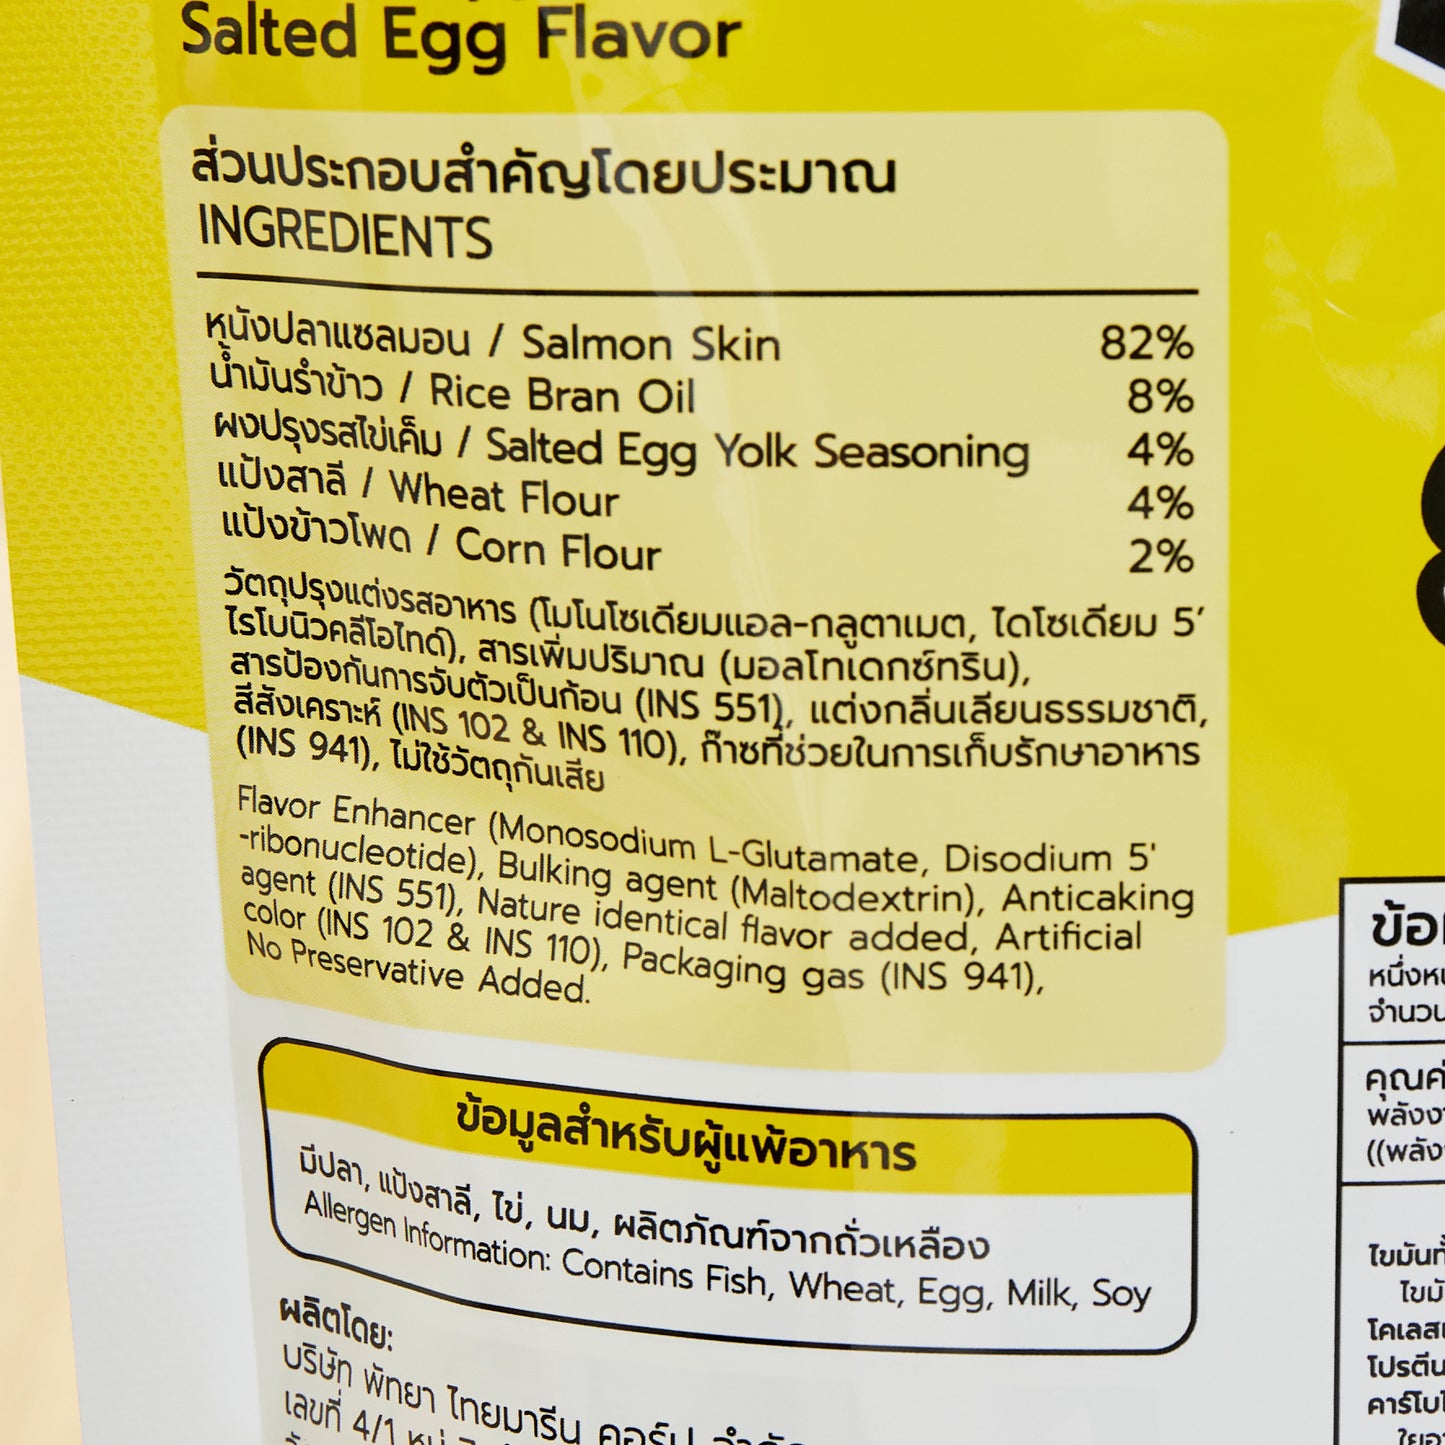 Salted Egg Flavor
ส่วนประกอบสำคัญโดยประมาณ
INGREDIENTS
หนังปลาแซลมอน / Salmon Skin 82%
น้ำมันรำข้าว / Rice Bran Oil 8%
ผงปรุงรสไข่เค็ม / Salted Egg Yolk Seasoning 4%
แป้งสาลี / Wheat Flour 4%
แป้งข้าวโพด / Corn Flour 2%
วัตถุปรุงแต่งรสอาหาร (โมโนโซเดียมแอล-กลูตาเมต, ไดโซเดียม 5’
ไรโบนิวคลีโอไทด์), สารเพิ่มปริมาณ (มอลโทเดกซ์ทริน),
สารป้องกันการจับตัวเป็นก้อน (INS 551), แต่งกลิ่นเลียนธรรมชาติ,
สีสังเคราะห์ (INS 102 & INS 110), ก๊าซที่ช่วยในการเก็บรักษาอาหาร
(INS 941), ไม่ใช้วัตถุกันเสีย
Flavor Enhancer (Monosodium L-Glutamate, Disodium 5'
-ribonucleotide), Bulking agent (Maltodextrin), Anticaking
agent (INS 551), Nature identical flavor added, Artificial
color (INS 102 & INS 110), Packaging gas (INS 941),
No Preservative Added.
ข้อมูลสำหรับผู้แพ้อาหาร
มีปลา, แป้งสาลี, ไข่, นม, ผลิตภัณฑ์จากถั่วเหลือง
Allergen Information: Contains Fish, Wheat, Egg, Milk, Soy
ผลิตโดย:
บริษัท พัทยา ไทยมารีน คอร์ป จำกัด
เลขที่ 4/1 หมู่